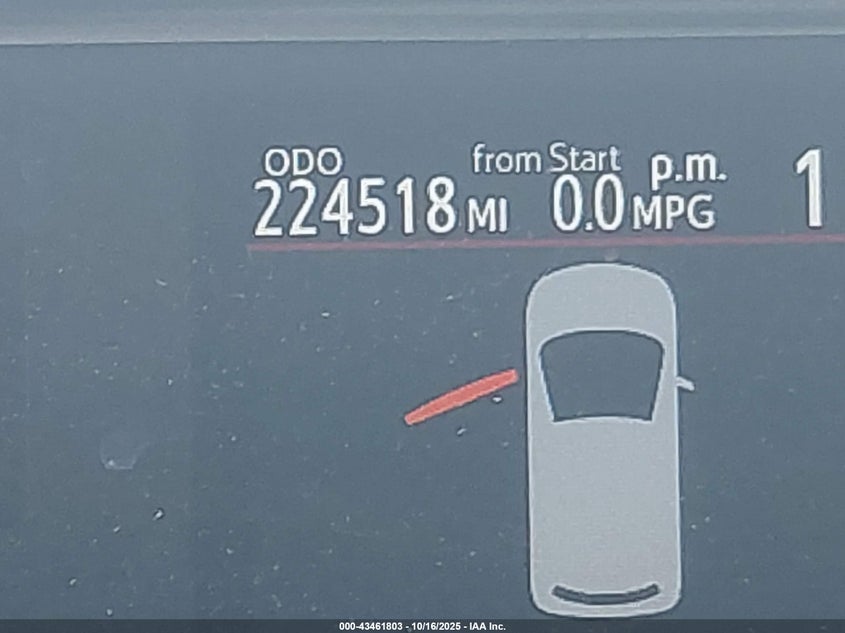 ODO from Start p.m. 1
224518 MI 0.0 MPG
000-43461803 - 10/16/2025 - IAA Inc.